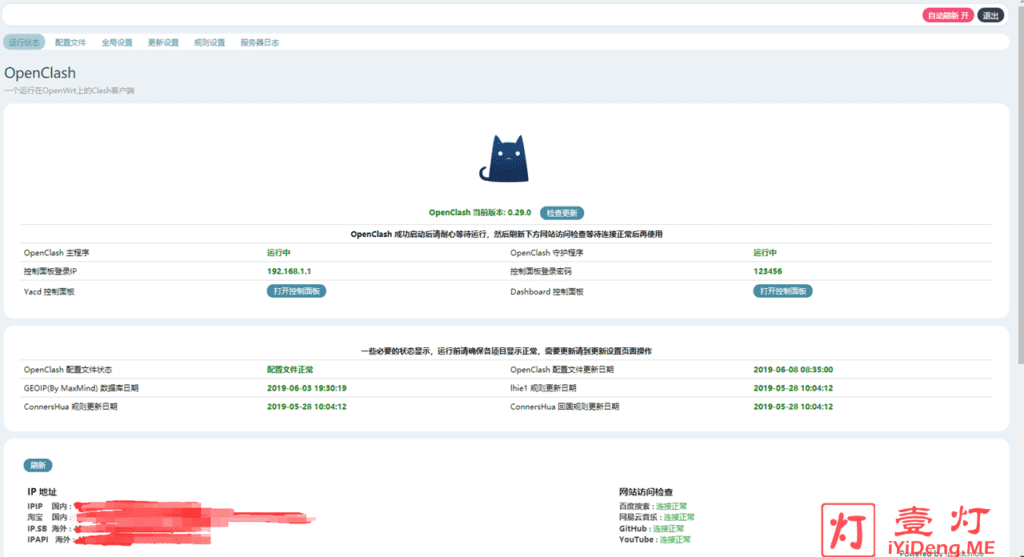 自动刷新 开 退出
运行状态 配置文件 全局设置 更新设置 规则设置 服务器日志
OpenClash
一个运行在OpenWrt上的Clash客户端
OpenClash 当前版本: 0.29.0 检查更新
OpenClash 成功启动后请耐心等待运行，然后刷新下方网站访问检查等待连接正常后再使用
OpenClash 主程序 运行中 OpenClash 守护程序 运行中
控制面板登录IP 192.168.1.1 控制面板登录密码 123456
Yacd 控制面板 打开控制面板 Dashboard 控制面板 打开控制面板
一些必要的状态显示，运行前请确保各项目显示正常，需要更新请到更新设置页面操作
OpenClash 配置文件状态 配置文件正常 OpenClash 配置文件更新日期 2019-06-08 08:35:00
GEOIP(By MaxMind) 数据库日期 2019-06-03 19:30:19 lhie1 规则更新日期 2019-05-28 10:04:12
ConnersHua 规则更新日期 2019-05-28 10:04:12 ConnersHua 回国规则更新日期 2019-05-28 10:04:12
刷新
IP 地址 网站访问检查
IPIP 国内 : 百度搜索 : 连接正常
淘宝 国内 : 网易云音乐 : 连接正常
IP.SB 海外 : GitHub : 连接正常
IPAPI 海外 : YouTube : 连接正常
灯 壹灯
iYiDeng.ME
Powered by